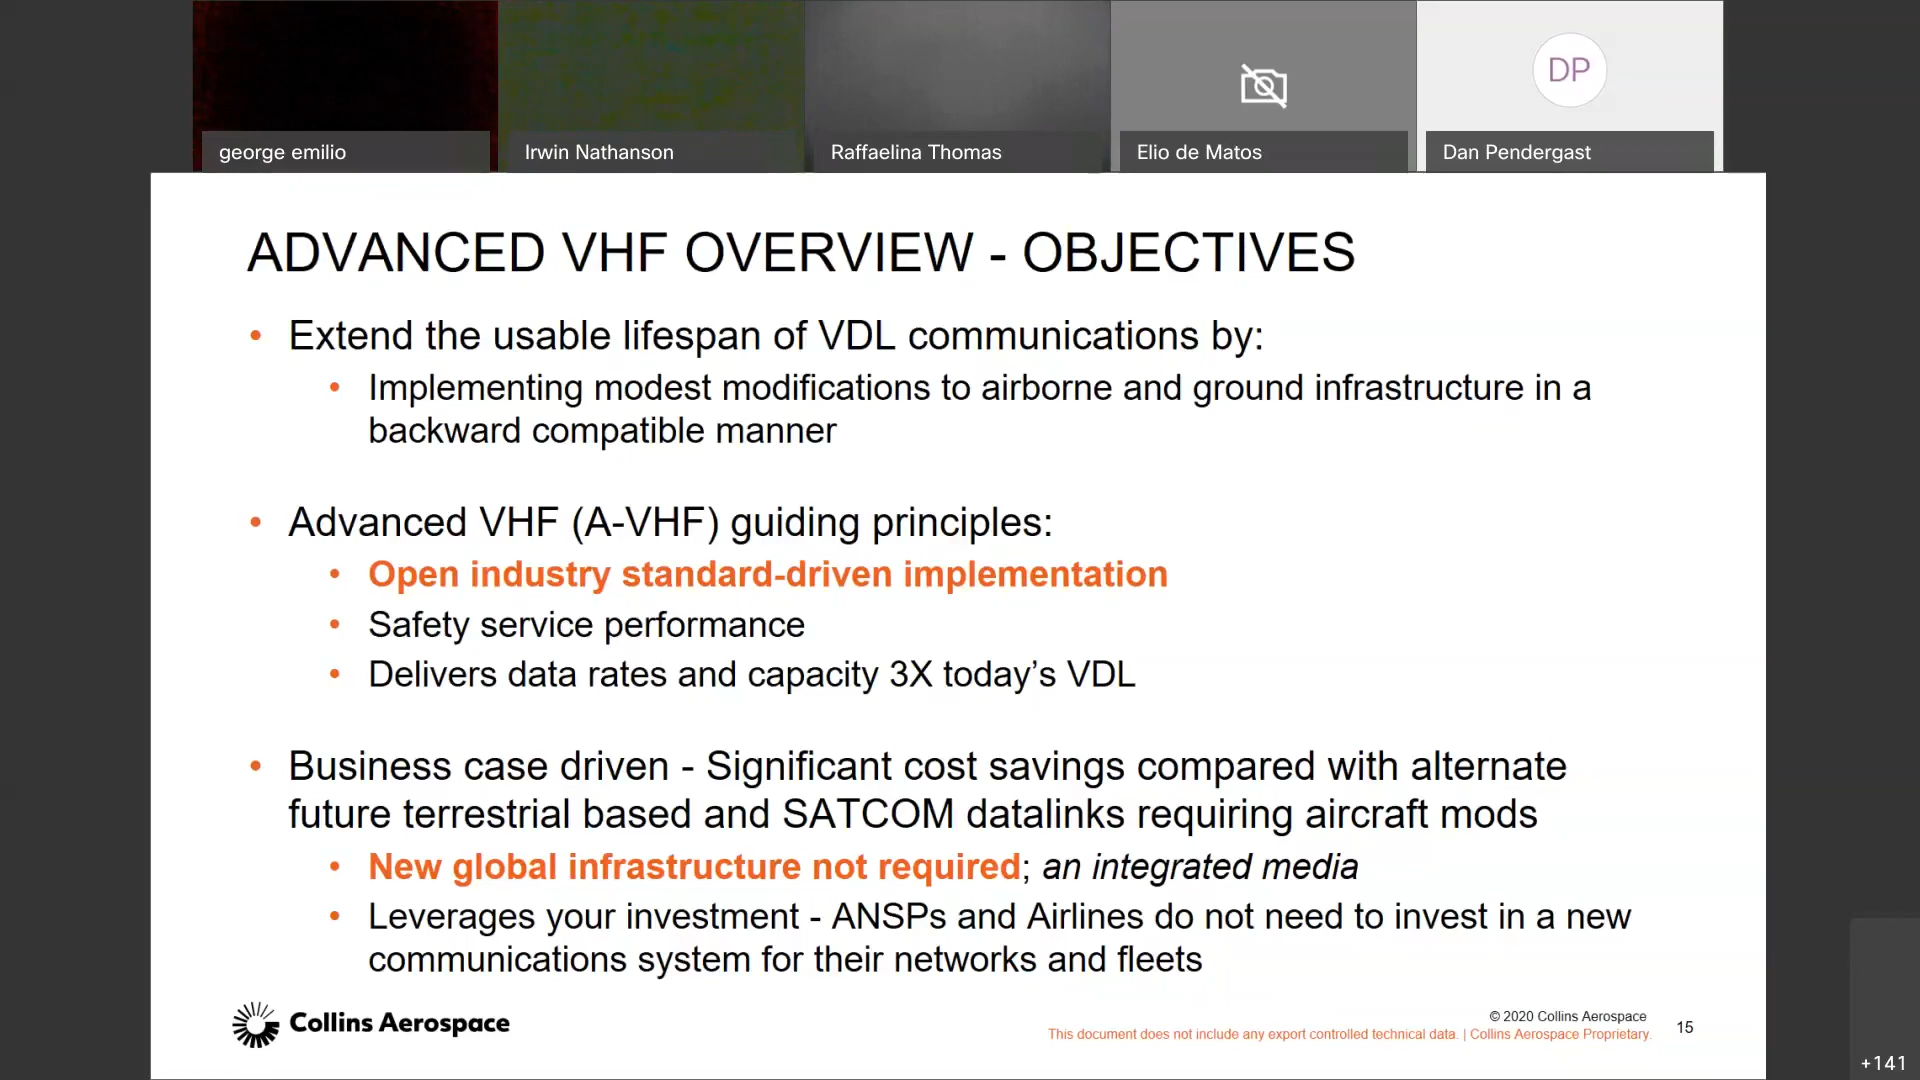 george emilio
Irwin Nathanson
Raffaelina Thomas
Elio de Matos
DP
Dan Pendergast
ADVANCED VHF OVERVIEW - OBJECTIVES
• Extend the usable lifespan of VDL communications by:
• Implementing modest modifications to airborne and ground infrastructure in a
backward compatible manner
• Advanced VHF (A-VHF) guiding principles:
• Open industry standard-driven implementation
• Safety service performance
• Delivers data rates and capacity 3X today’s VDL
• Business case driven - Significant cost savings compared with alternate
future terrestrial based and SATCOM datalinks requiring aircraft mods
• New global infrastructure not required; an integrated media
• Leverages your investment - ANSPs and Airlines do not need to invest in a new
communications system for their networks and fleets
Collins Aerospace
© 2020 Collins Aerospace
This document does not include any export controlled technical data. | Collins Aerospace Proprietary.
15
+141